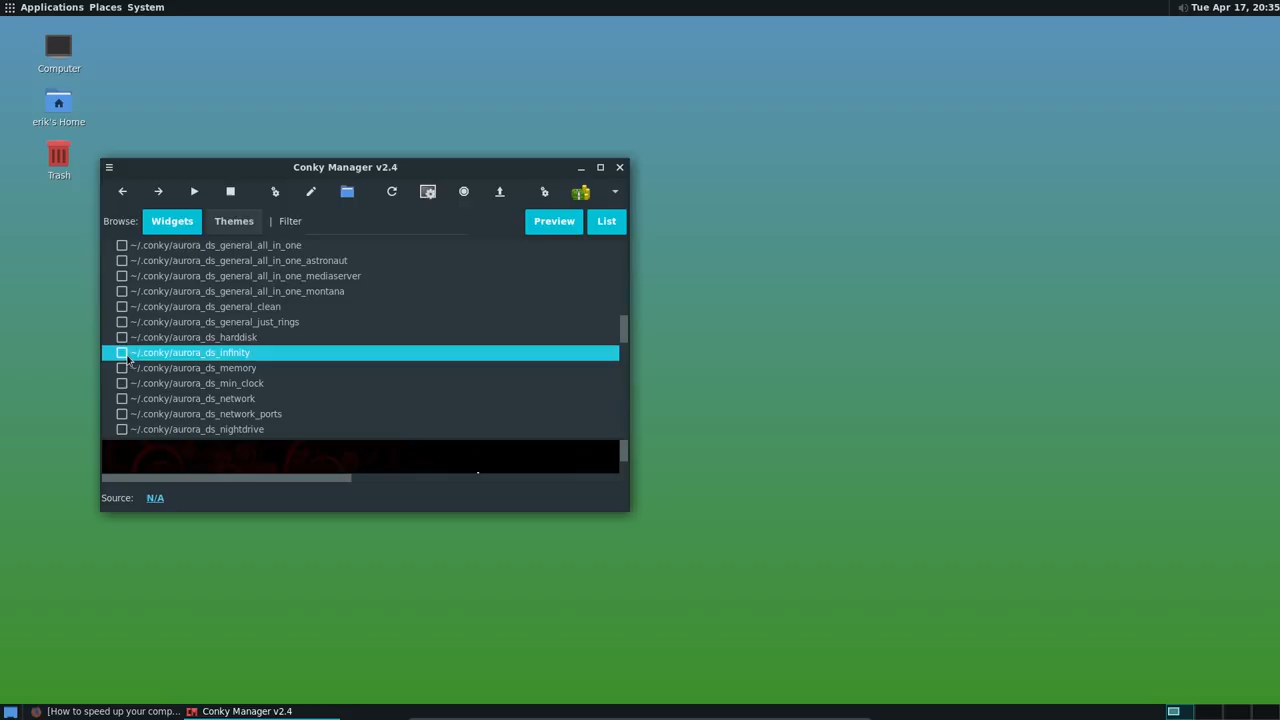 Applications Places System
Tue Apr 17, 20:35
Computer
erik's Home
Trash
Conky Manager v2.4
Browse: Widgets Themes | Filter Preview List
~/.conky/aurora_ds_general_all_in_one
~/.conky/aurora_ds_general_all_in_one_astronaut
~/.conky/aurora_ds_general_all_in_one_mediaserver
~/.conky/aurora_ds_general_all_in_one_montana
~/.conky/aurora_ds_general_clean
~/.conky/aurora_ds_general_just_rings
~/.conky/aurora_ds_harddisk
~/.conky/aurora_ds_infinity
~/.conky/aurora_ds_memory
~/.conky/aurora_ds_min_clock
~/.conky/aurora_ds_network
~/.conky/aurora_ds_network_ports
~/.conky/aurora_ds_nightdrive
Source: N/A
[How to speed up your comp... Conky Manager v2.4